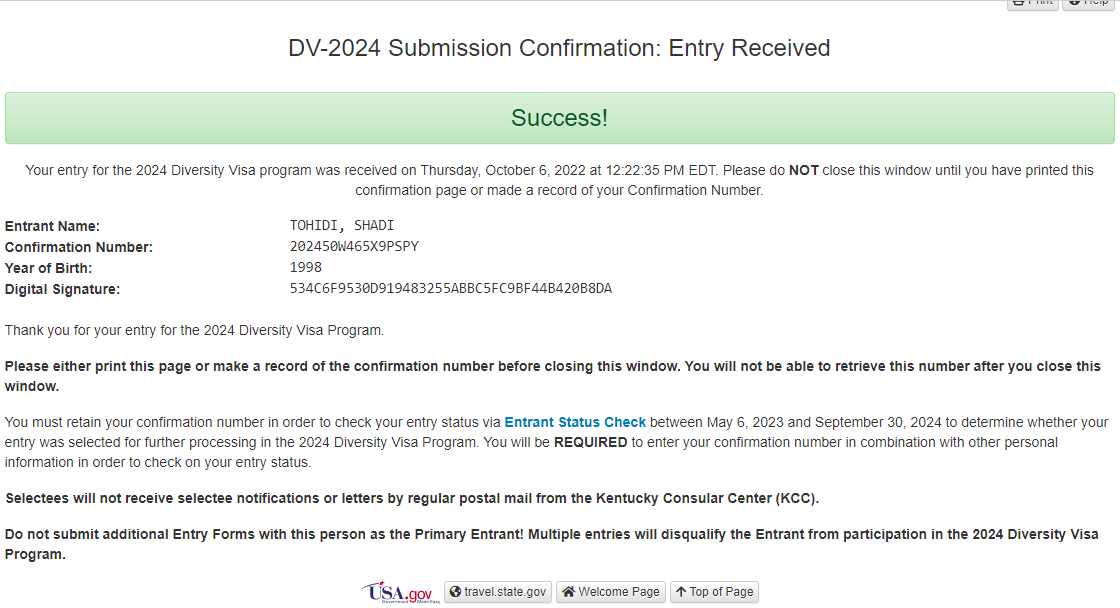 Print Help
DV-2024 Submission Confirmation: Entry Received
Success!
Your entry for the 2024 Diversity Visa program was received on Thursday, October 6, 2022 at 12:22:35 PM EDT. Please do NOT close this window until you have printed this
confirmation page or made a record of your Confirmation Number.
Entrant Name: TOHIDI, SHADI
Confirmation Number: 202450W465X9PSPY
Year of Birth: 1998
Digital Signature: 534C6F9530D919483255ABBC5FC9BF44B420B8DA
Thank you for your entry for the 2024 Diversity Visa Program.
Please either print this page or make a record of the confirmation number before closing this window. You will not be able to retrieve this number after you close this
window.
You must retain your confirmation number in order to check your entry status via Entrant Status Check between May 6, 2023 and September 30, 2024 to determine whether your
entry was selected for further processing in the 2024 Diversity Visa Program. You will be REQUIRED to enter your confirmation number in combination with other personal
information in order to check on your entry status.
Selectees will not receive selectee notifications or letters by regular postal mail from the Kentucky Consular Center (KCC).
Do not submit additional Entry Forms with this person as the Primary Entrant! Multiple entries will disqualify the Entrant from participation in the 2024 Diversity Visa
Program.
USA.gov travel.state.gov Welcome Page Top of Page
Government Made Easy